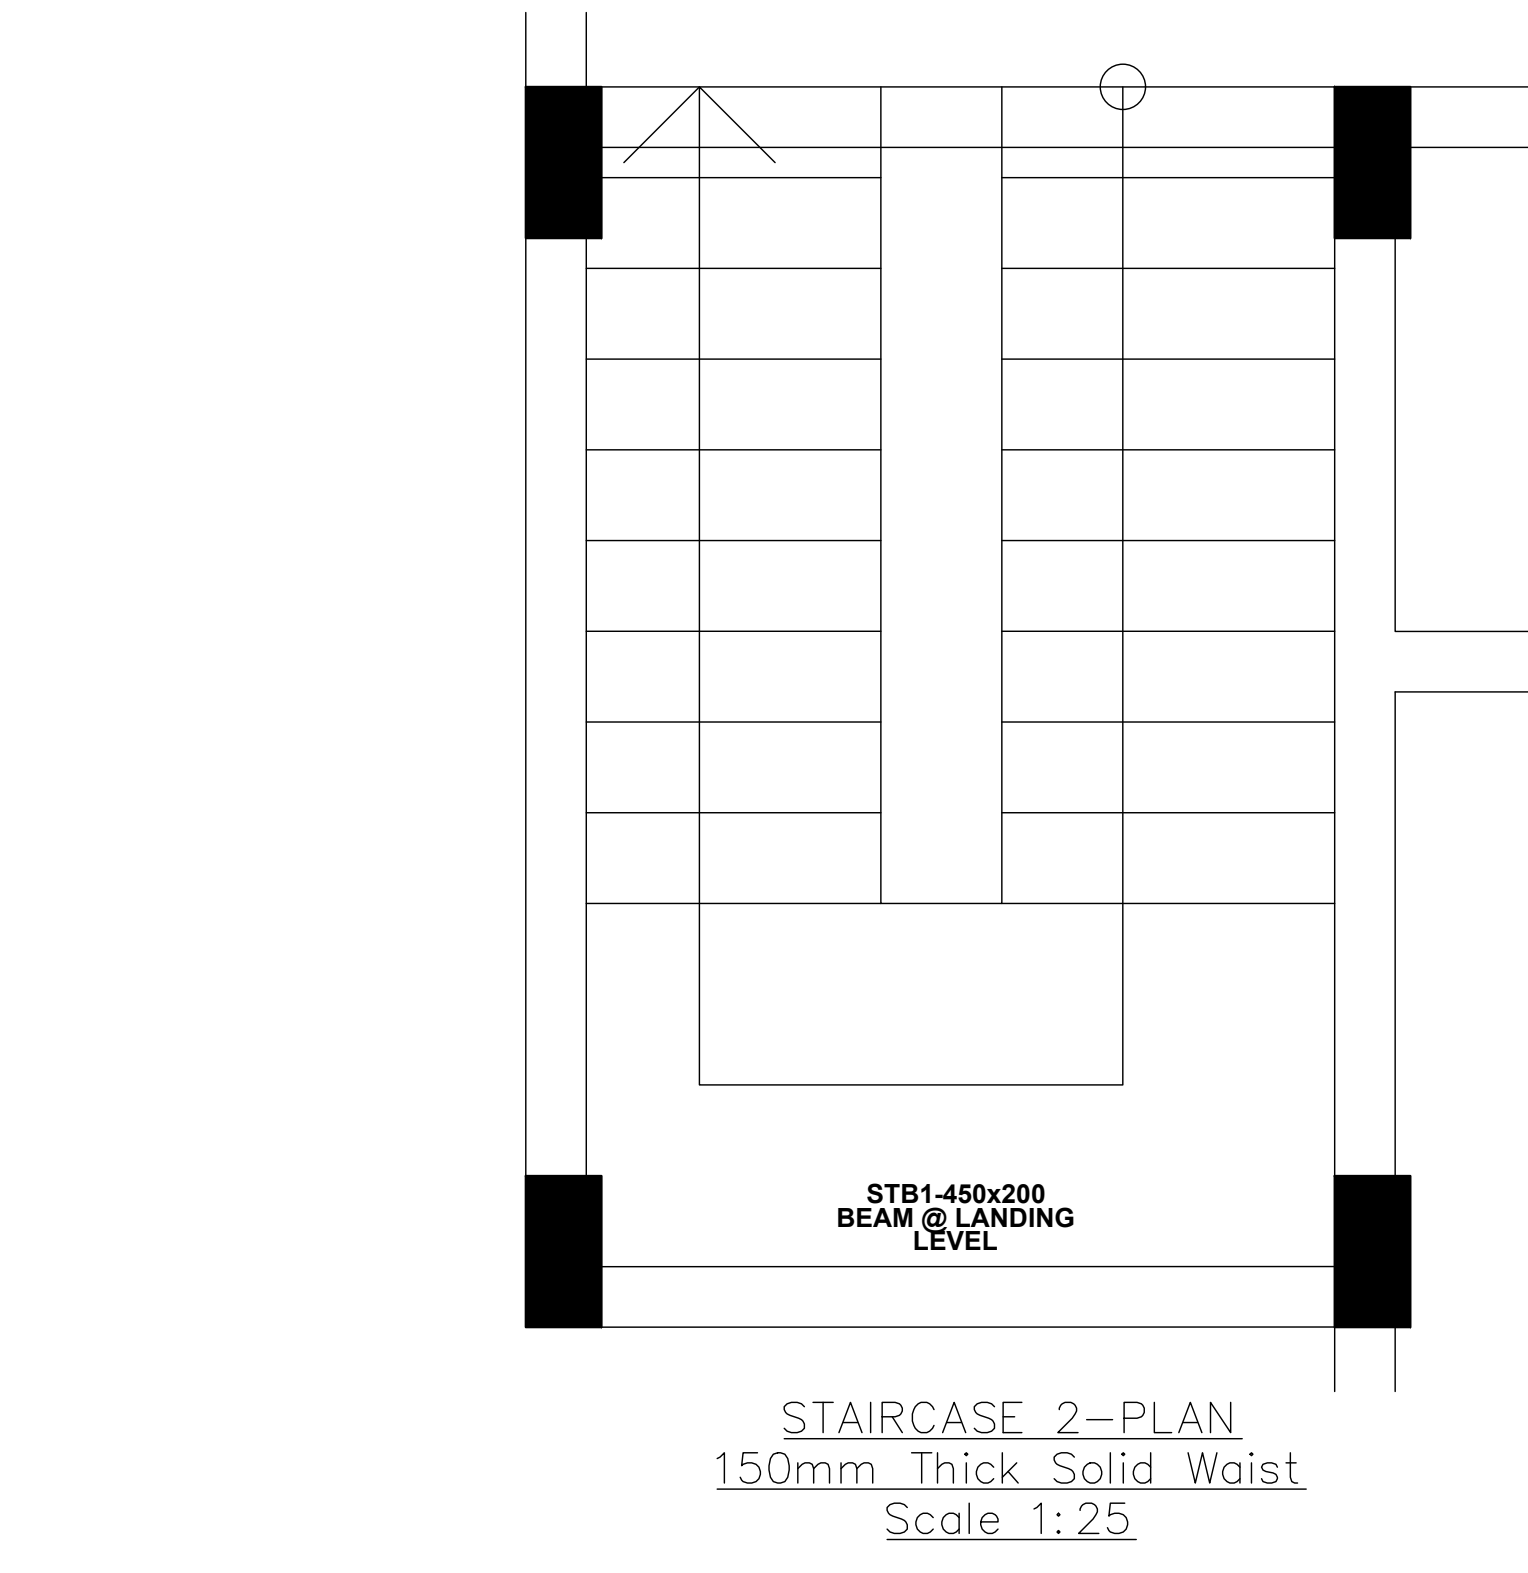 STB1-450x200
BEAM @ LANDING
LEVEL
STAIRCASE 2-PLAN
150mm Thick Solid Waist
Scale 1:25